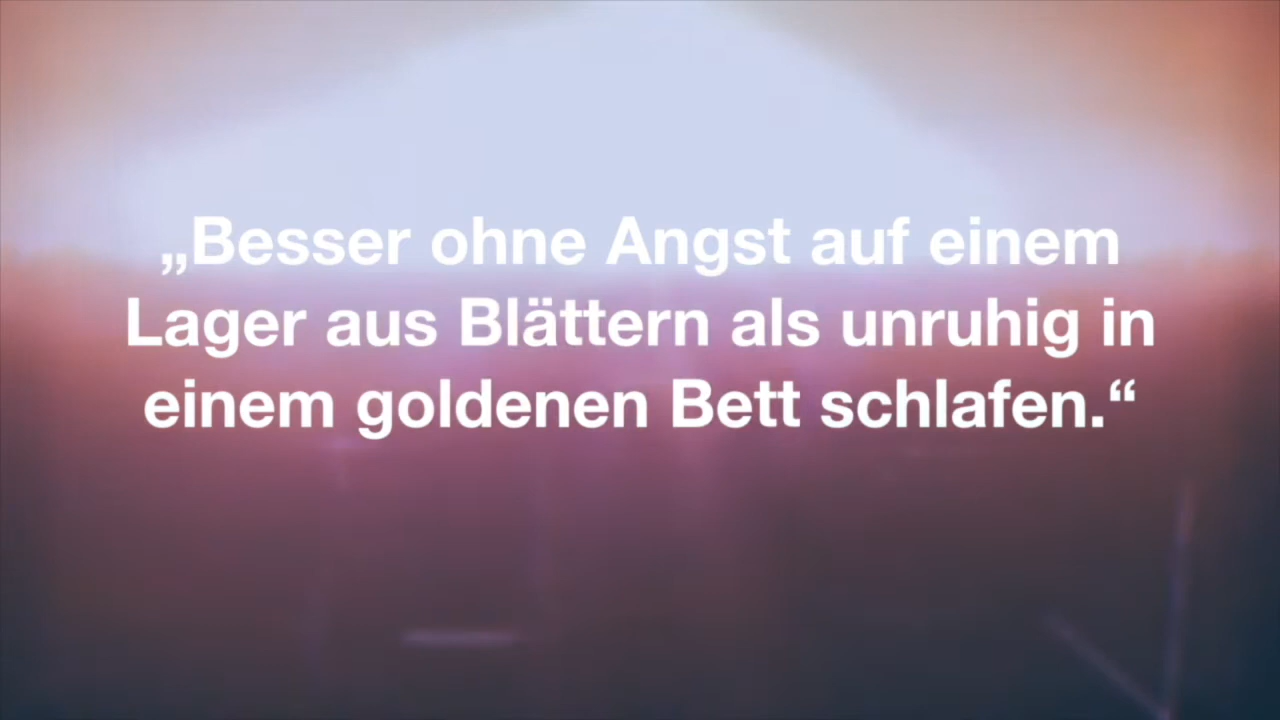 „Besser ohne Angst auf einem
Lager aus Blättern als unruhig in
einem goldenen Bett schlafen.“